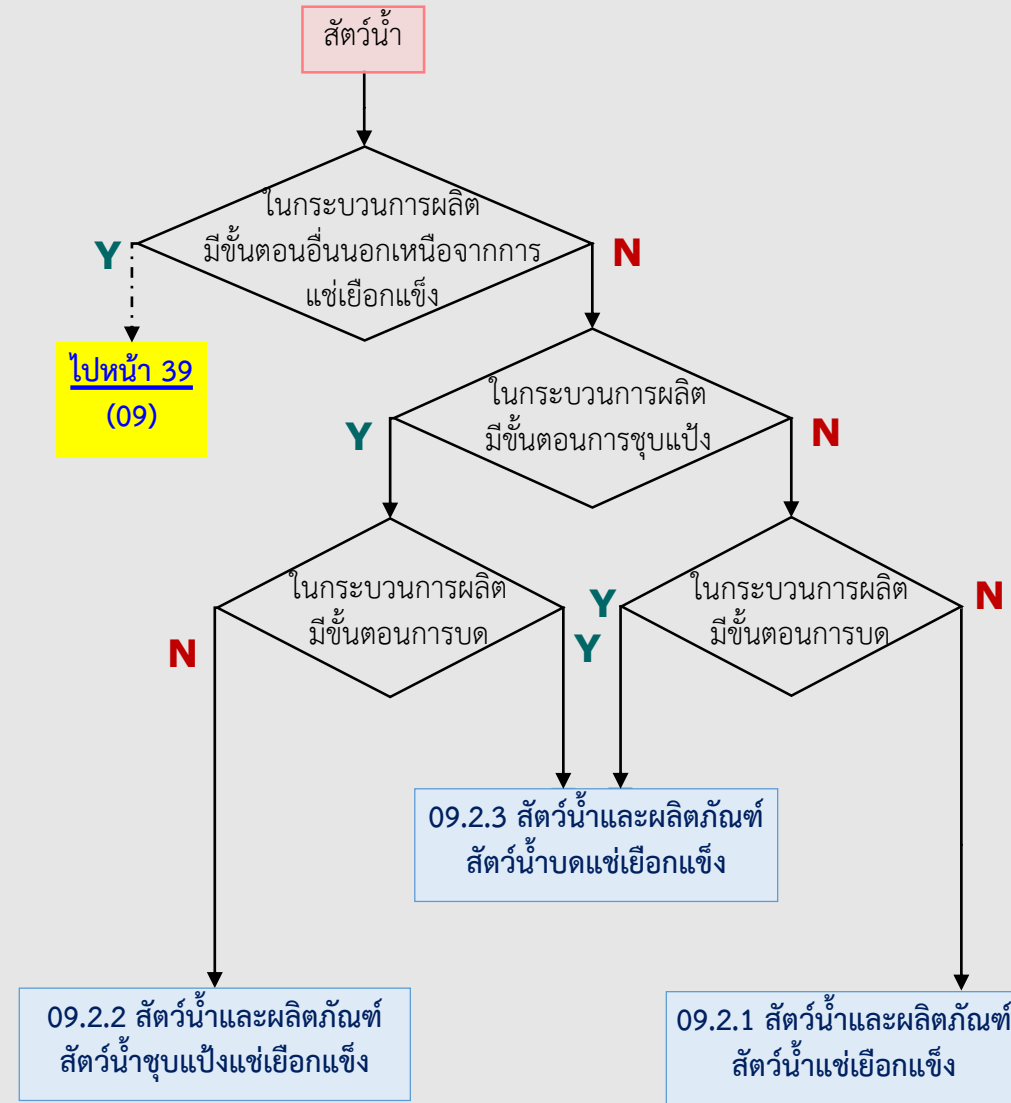 สัตว์น้ำ
ในกระบวนการผลิต
มีขั้นตอนอื่นนอกเหนือจากการ
แช่เยือกแข็ง
Y
N
ไปหน้า 39
(09)
ในกระบวนการผลิต
มีขั้นตอนการชุบแป้ง
Y
N
ในกระบวนการผลิต
มีขั้นตอนการบด
N
Y
ในกระบวนการผลิต
มีขั้นตอนการบด
Y
N
09.2.3 สัตว์น้ำและผลิตภัณฑ์
สัตว์น้ำบดแช่เยือกแข็ง
09.2.2 สัตว์น้ำและผลิตภัณฑ์
สัตว์น้ำชุบแป้งแช่เยือกแข็ง
09.2.1 สัตว์น้ำและผลิตภัณฑ์
สัตว์น้ำแช่เยือกแข็ง